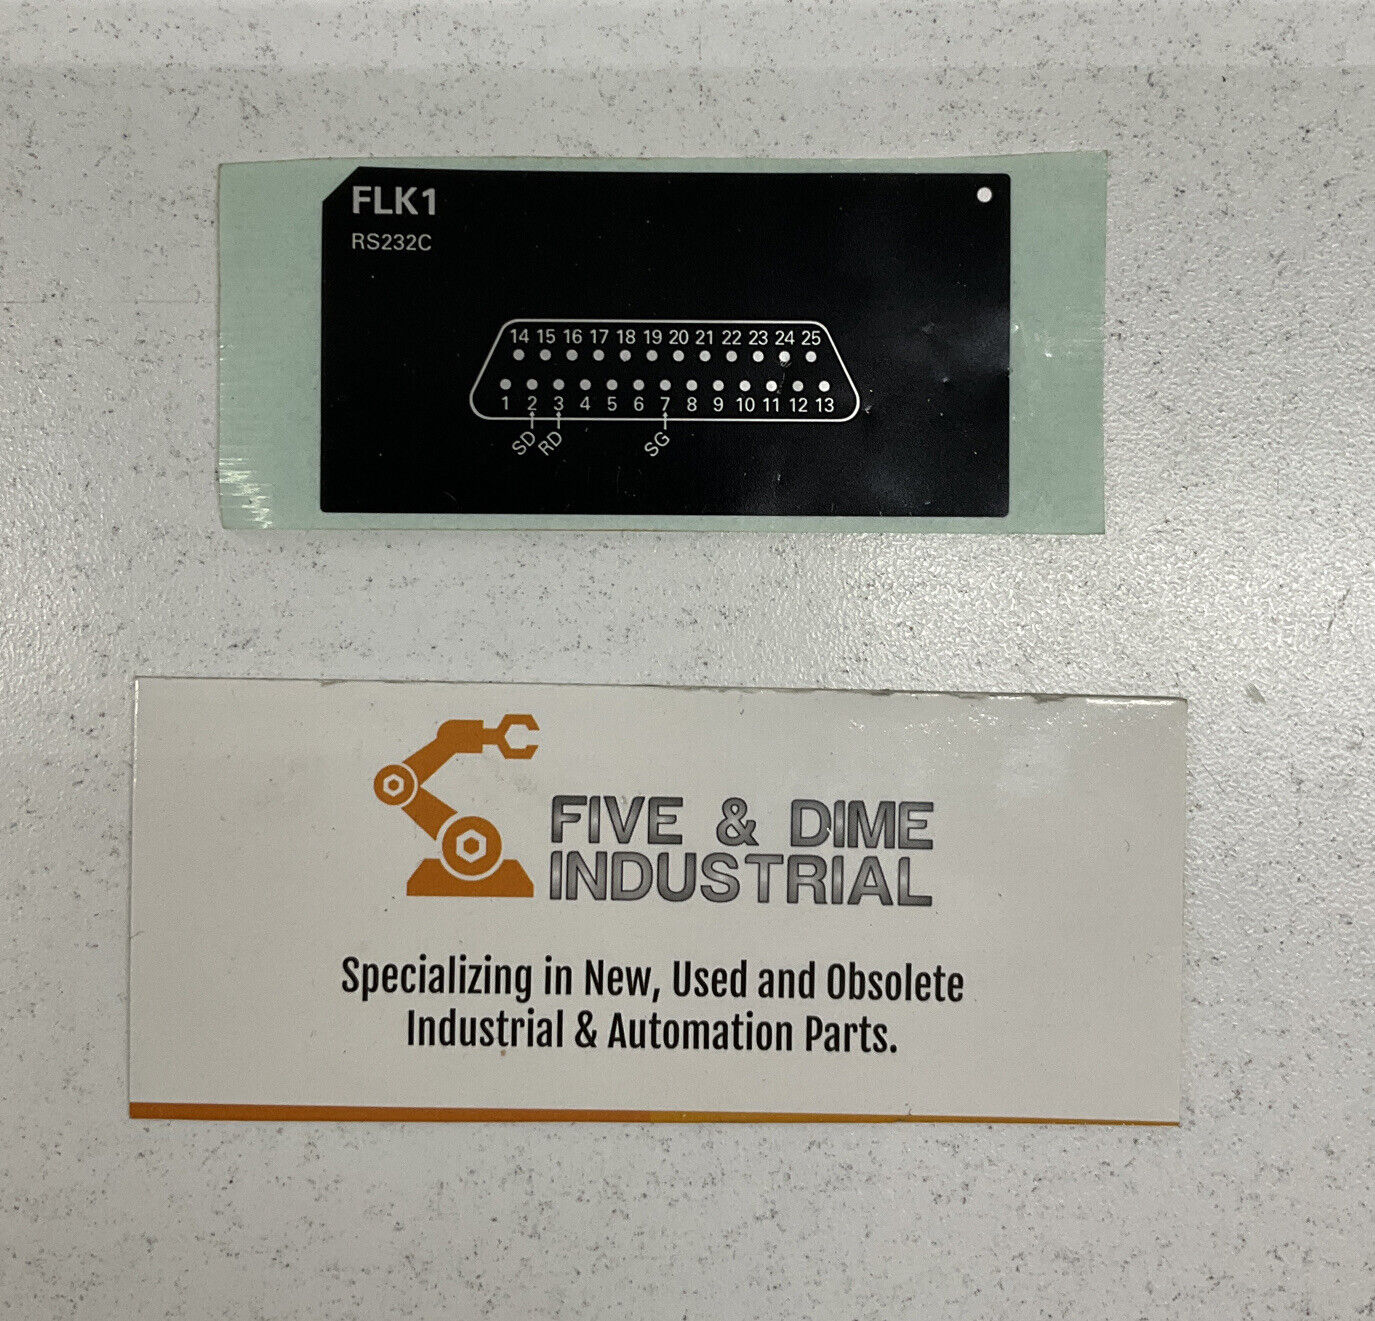 FLK1
RS232C
14 15 16 17 18 19 20 21 22 23 24 25
1 2 3 4 5 6 7 8 9 10 11 12 13
SD RD SG
FIVE & DIME
INDUSTRIAL
Specializing in New, Used and Obsolete
Industrial & Automation Parts.